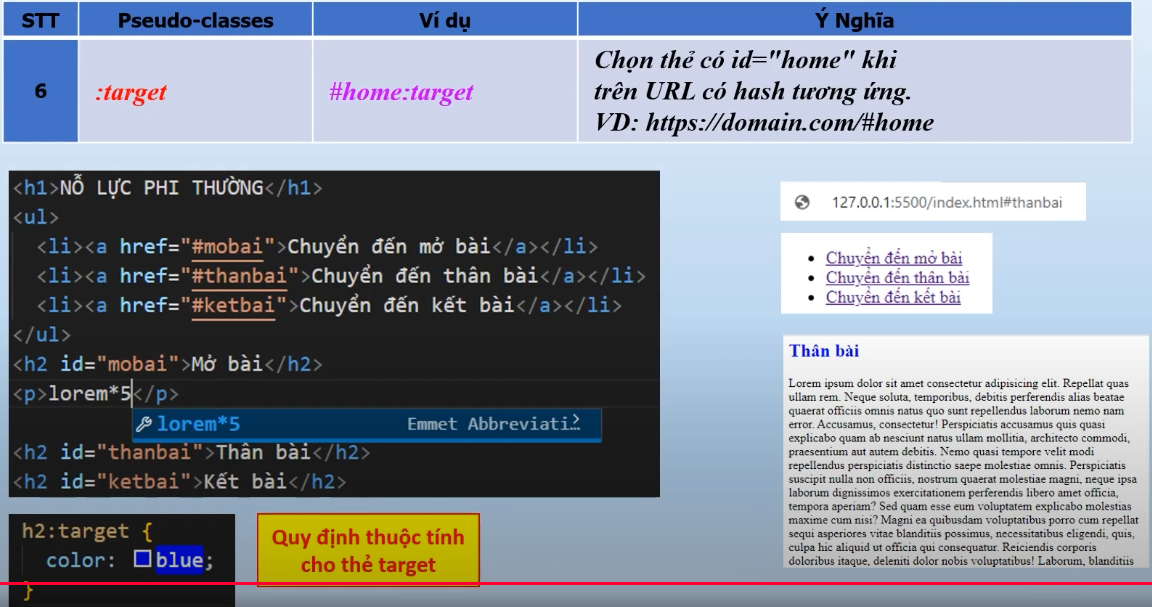 STT Pseudo-classes Ví dụ Ý Nghĩa
6 :target #home:target
Chọn thẻ có id="home" khi
trên URL có hash tương ứng.
VD: https://domain.com/#home
<h1>NỖ LỰC PHI THƯỜNG</h1>
<ul>
<li><a href="#mobai">Chuyển đến mở bài</a></li>
<li><a href="#thanbai">Chuyển đến thân bài</a></li>
<li><a href="#ketbai">Chuyển đến kết bài</a></li>
</ul>
<h2 id="mobai">Mở bài</h2>
<p>lorem*5</p>
lorem*5 Emmet Abbreviati…
<h2 id="thanbai">Thân bài</h2>
<h2 id="ketbai">Kết bài</h2>
h2:target {
color: blue;
}
Quy định thuộc tính
cho thẻ target
127.0.0.1:5500/index.html#thanbai
• Chuyển đến mở bài
• Chuyển đến thân bài
• Chuyển đến kết bài
Thân bài
Lorem ipsum dolor sit amet consectetur adipisicing elit. Repellat quas
ullam rem. Neque soluta, temporibus, debitis perferendis alias beatae
quaerat officiis omnis natus quo sunt repellendus laborum nemo nam
error. Accusamus, consectetur! Perspiciatis accusamus quis quasi
explicabo quam ab nesciunt natus ullam mollitia, architecto commodi,
praesentium aut autem debitis. Nemo quasi tempore velit modi
repellendus perspiciatis distinctio saepe molestiae omnis. Perspiciatis
suscipit nulla non officiis, nostrum quaerat molestiae magni, neque ipsa
laborum dignissimos exercitationem perferendis libero amet officia,
tempora aperiam? Sed quam esse eum voluptatem explicabo molestias
maxime cum nisi? Magni ea quibusdam voluptatibus porro cum repellat
sequi asperiores vitae blanditiis possimus, necessitatibus eligendi, quis,
culpa hic aliquid ut officia qui consequatur. Reiciendis corporis
doloribus itaque, deleniti dolor nobis voluptatibus! Laborum, blanditiis